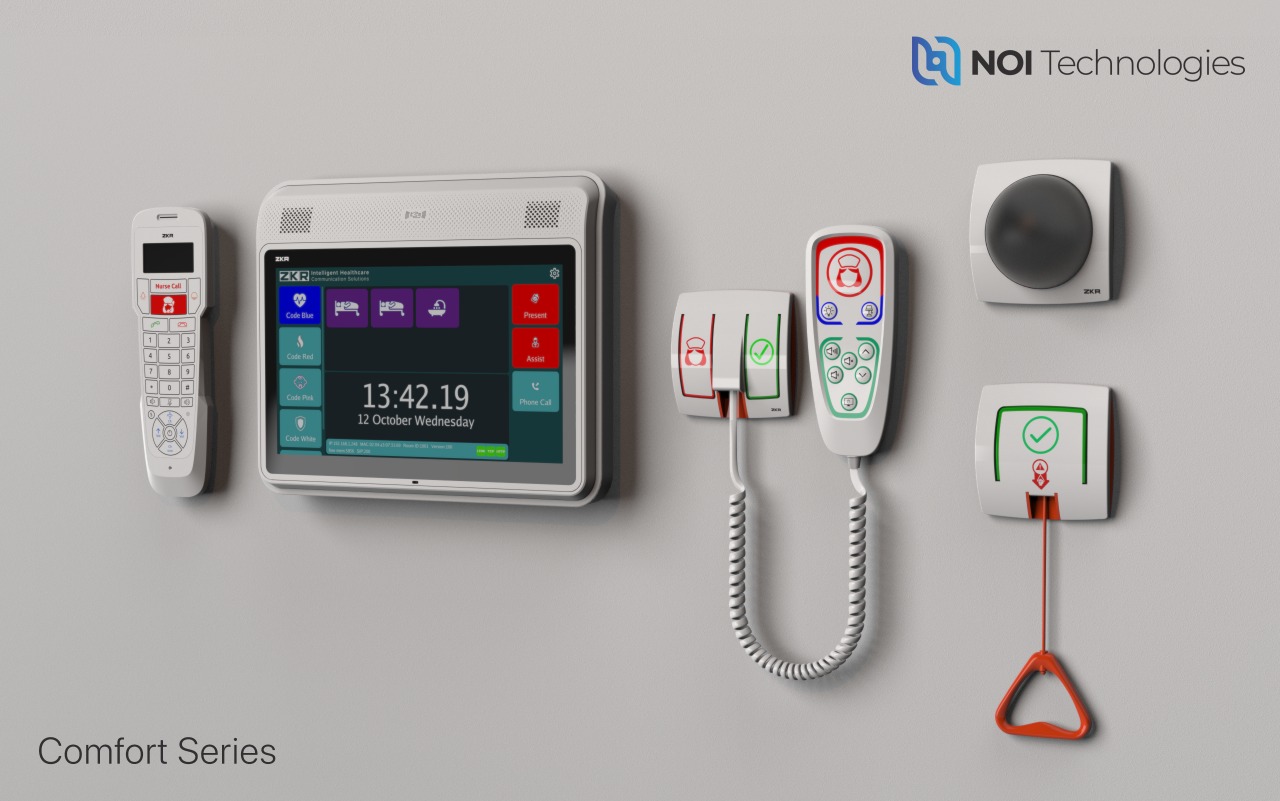 NOI Technologies
ZKR
Nurse Call
1 2 3
4 5 6
7 8 9
* 0 #
ZKR
ZKR Intelligent Healthcare
Communication Solutions
Code Blue
Code Red
Code Pink
Code White
Present
Assist
Phone Call
13:42.19
12 October Wednesday
ZKR
ZKR
Comfort Series